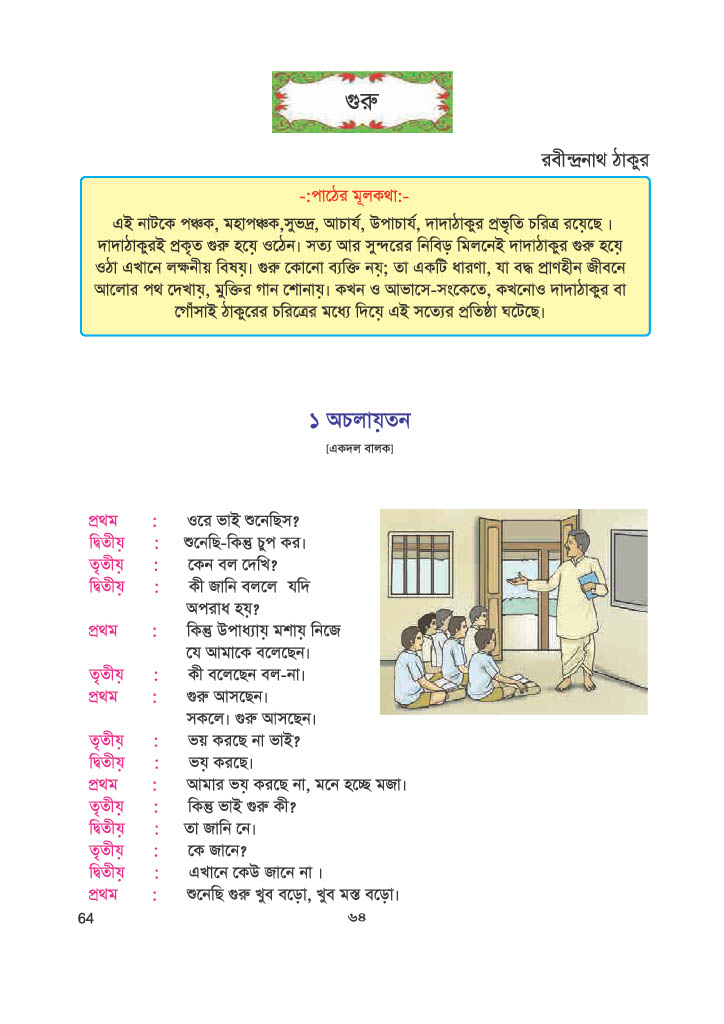 গুরু
রবীন্দ্রনাথ ঠাকুর
-:পাঠের মূলকথা:-
এই নাটকে পঞ্চক, মহাপঞ্চক,সুভদ্র, আচার্য, উপাচার্য, দাদাঠাকুর প্রভৃতি চরিত্র রয়েছে ।
দাদাঠাকুরই প্রকৃত গুরু হয়ে ওঠেন। সত্য আর সুন্দরের নিবিড় মিলনেই দাদাঠাকুর গুরু হয়ে
ওঠা এখানে লক্ষনীয় বিষয়। গুরু কোনো ব্যক্তি নয়; তা একটি ধারণা, যা বদ্ধ প্রাণহীন জীবনে
আলোর পথ দেখায়, মুক্তির গান শোনায়। কখন ও আভাসে-সংকেতে, কখনোও দাদাঠাকুর বা
গোঁসাই ঠাকুরের চরিত্রের মধ্যে দিয়ে এই সত্যের প্রতিষ্ঠা ঘটেছে।
১ অচলায়তন
[একদল বালক]
প্রথম : ওরে ভাই শুনেছিস?
দ্বিতীয় : শুনেছি-কিন্তু চুপ কর।
তৃতীয় : কেন বল দেখি?
দ্বিতীয় : কী জানি বললে যদি
অপরাধ হয়?
প্রথম : কিন্তু উপাধ্যায় মশায় নিজে
যে আমাকে বলেছেন।
তৃতীয় : কী বলেছেন বল-না।
প্রথম : গুরু আসছেন।
সকলে। গুরু আসছেন।
তৃতীয় : ভয় করছে না ভাই?
দ্বিতীয় : ভয় করছে।
প্রথম : আমার ভয় করছে না, মনে হচ্ছে মজা।
তৃতীয় : কিন্তু ভাই গুরু কী?
দ্বিতীয় : তা জানি নে।
তৃতীয় : কে জানে?
দ্বিতীয় : এখানে কেউ জানে না ।
প্রথম : শুনেছি গুরু খুব বড়ো, খুব মস্ত বড়ো।
64 ৬৪